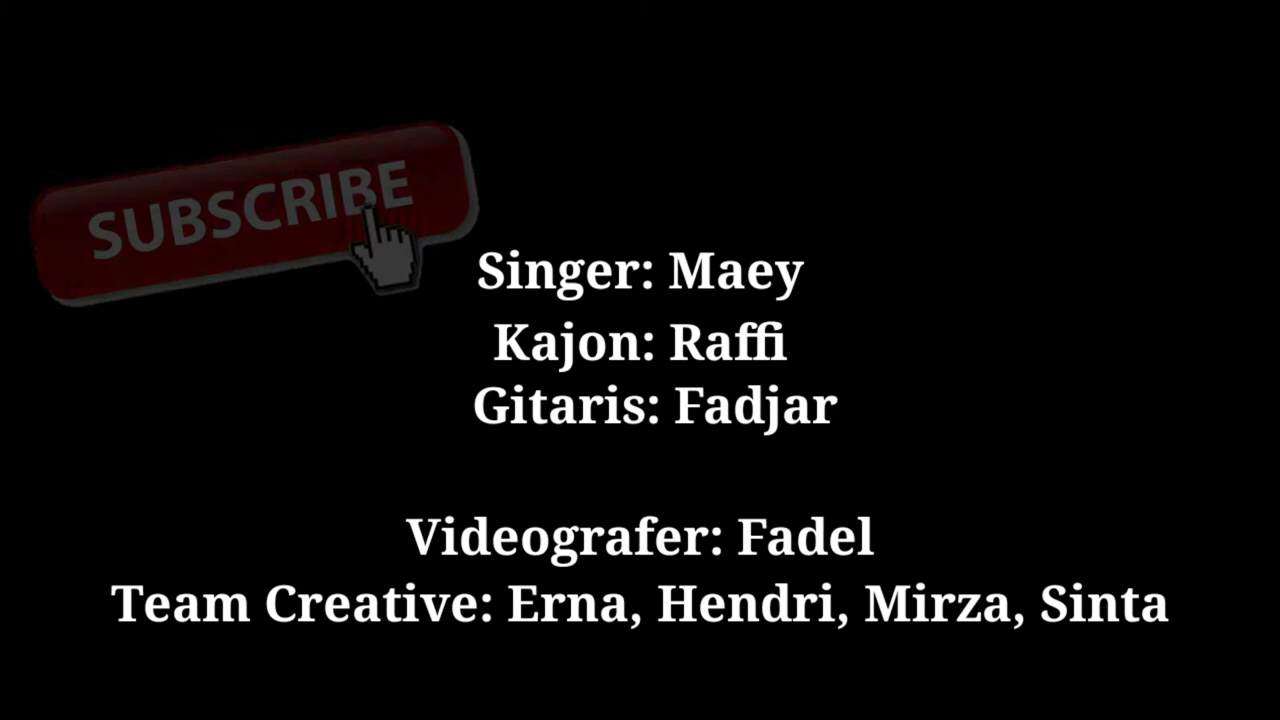 SUBSCRIBE
Singer: Maey
Kajon: Raffi
Gitaris: Fadjar
Videografer: Fadel
Team Creative: Erna, Hendri, Mirza, Sinta